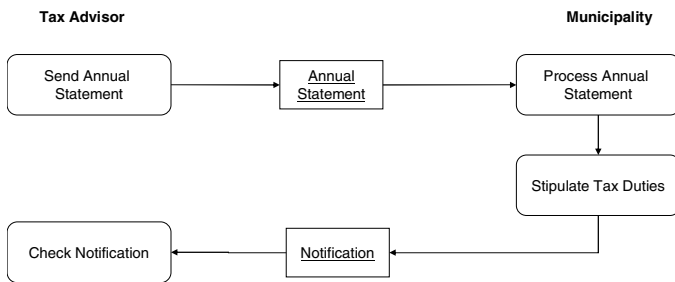 Tax Advisor
Municipality
Send Annual
Statement
Annual
Statement
Process Annual
Statement
Stipulate Tax Duties
Check Notification
Notification